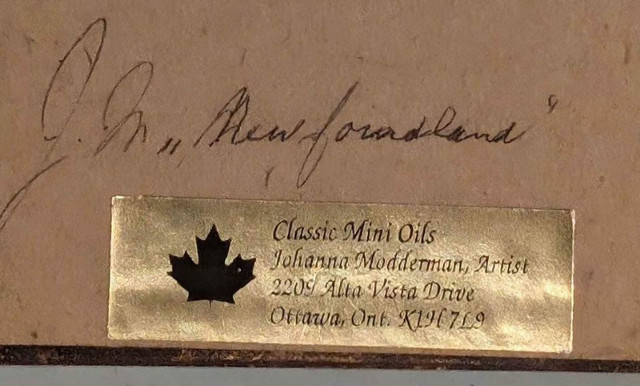 J. M „Newfoundland"
Classic Mini Oils
Johanna Modderman, Artist
2209 Alta Vista Drive
Ottawa, Ont. K1H 7L9